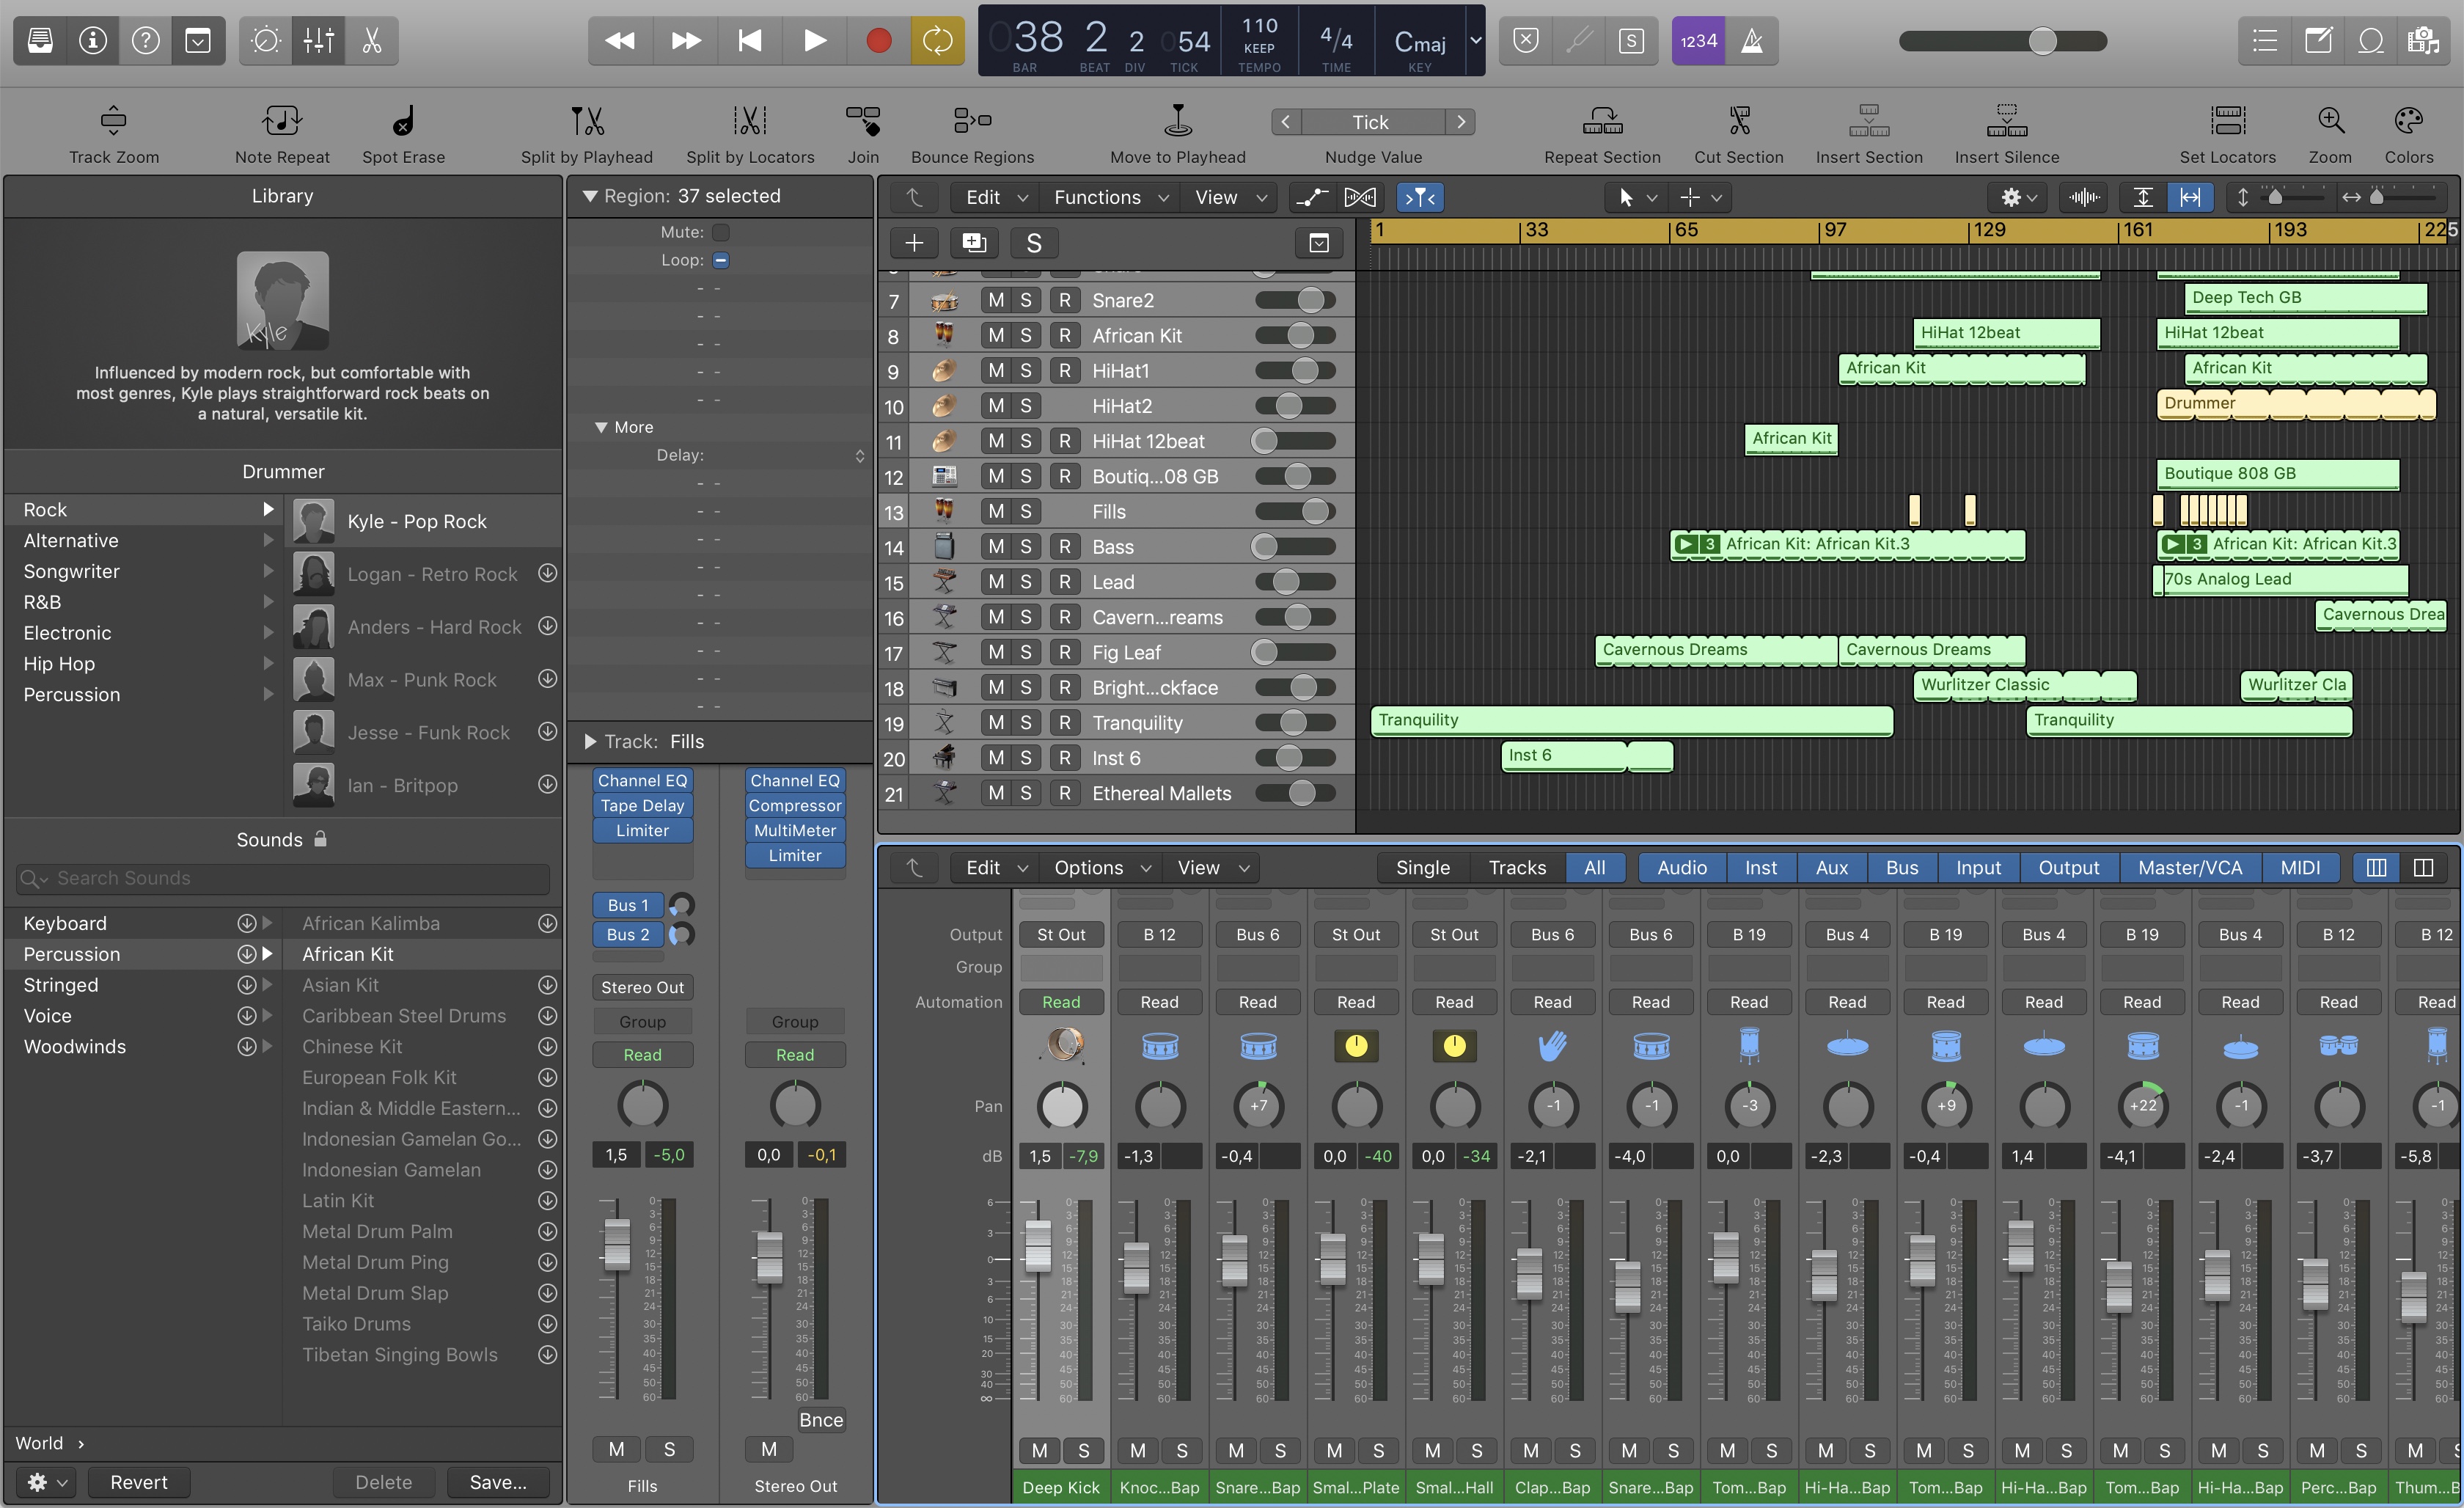 038 2 2 054 110 KEEP 4/4 Cmaj
BAR BEAT DIV TICK TEMPO TIME KEY
S 1234
Track Zoom Note Repeat Spot Erase Split by Playhead Split by Locators Join Bounce Regions Move to Playhead Tick Nudge Value Repeat Section Cut Section Insert Section Insert Silence Set Locators Zoom Colors
Library
Kyle
Influenced by modern rock, but comfortable with
most genres, Kyle plays straightforward rock beats on
a natural, versatile kit.
Drummer
Rock
Alternative
Songwriter
R&B
Electronic
Hip Hop
Percussion
Kyle - Pop Rock
Logan - Retro Rock
Anders - Hard Rock
Max - Punk Rock
Jesse - Funk Rock
Ian - Britpop
Sounds
Search Sounds
Keyboard
Percussion
Stringed
Voice
Woodwinds
African Kalimba
African Kit
Asian Kit
Caribbean Steel Drums
Chinese Kit
European Folk Kit
Indian & Middle Eastern...
Indonesian Gamelan Go...
Indonesian Gamelan
Latin Kit
Metal Drum Palm
Metal Drum Ping
Metal Drum Slap
Taiko Drums
Tibetan Singing Bowls
World
Revert Delete Save...
Region: 37 selected
Mute:
Loop:
More
Delay:
Track: Fills
Channel EQ Channel EQ
Tape Delay Compressor
Limiter MultiMeter
Limiter
Bus 1
Bus 2
Stereo Out
Group Group
Read Read
1,5 -5,0 0,0 -0,1
Bnce
M S M
Fills Stereo Out
Edit Functions View
S 1 33 65 97 129 161 193 225
7 M S R Snare2 Deep Tech GB
8 M S R African Kit HiHat 12beat HiHat 12beat
9 M S R HiHat1 African Kit African Kit
10 M S HiHat2 Drummer
11 M S R HiHat 12beat African Kit
12 M S R Boutiq...08 GB Boutique 808 GB
13 M S Fills
14 M S R Bass 3 African Kit: African Kit.3 3 African Kit: African Kit.3
15 M S R Lead 70s Analog Lead
16 M S R Cavern...reams Cavernous Drea
17 M S R Fig Leaf Cavernous Dreams Cavernous Dreams
18 M S R Bright...ckface Wurlitzer Classic Wurlitzer Cla
19 M S R Tranquility Tranquility Tranquility
20 M S R Inst 6 Inst 6
21 M S R Ethereal Mallets
Edit Options View Single Tracks All Audio Inst Aux Bus Input Output Master/VCA MIDI
Output St Out B 12 Bus 6 St Out St Out Bus 6 Bus 6 B 19 Bus 4 B 19 Bus 4 B 19 Bus 4 B 12 B 12
Group
Automation Read Read Read Read Read Read Read Read Read Read Read Read Read Read Read
Pan +7 -1 -1 -3 +9 +22 -1 -1
dB 1,5 -7,9 -1,3 -0,4 0,0 -40 0,0 -34 -2,1 -4,0 0,0 -2,3 -0,4 1,4 -4,1 -2,4 -3,7 -5,8
M S M S M S M S M S M S M S M S M S M S M S M S M S M S M
Deep Kick Knoc...Bap Snare...Bap Smal...Plate Smal...Hall Clap...Bap Snare...Bap Tom...Bap Hi-Ha...Bap Tom...Bap Hi-Ha...Bap Tom...Bap Hi-Ha...Bap Perc...Bap Thum...